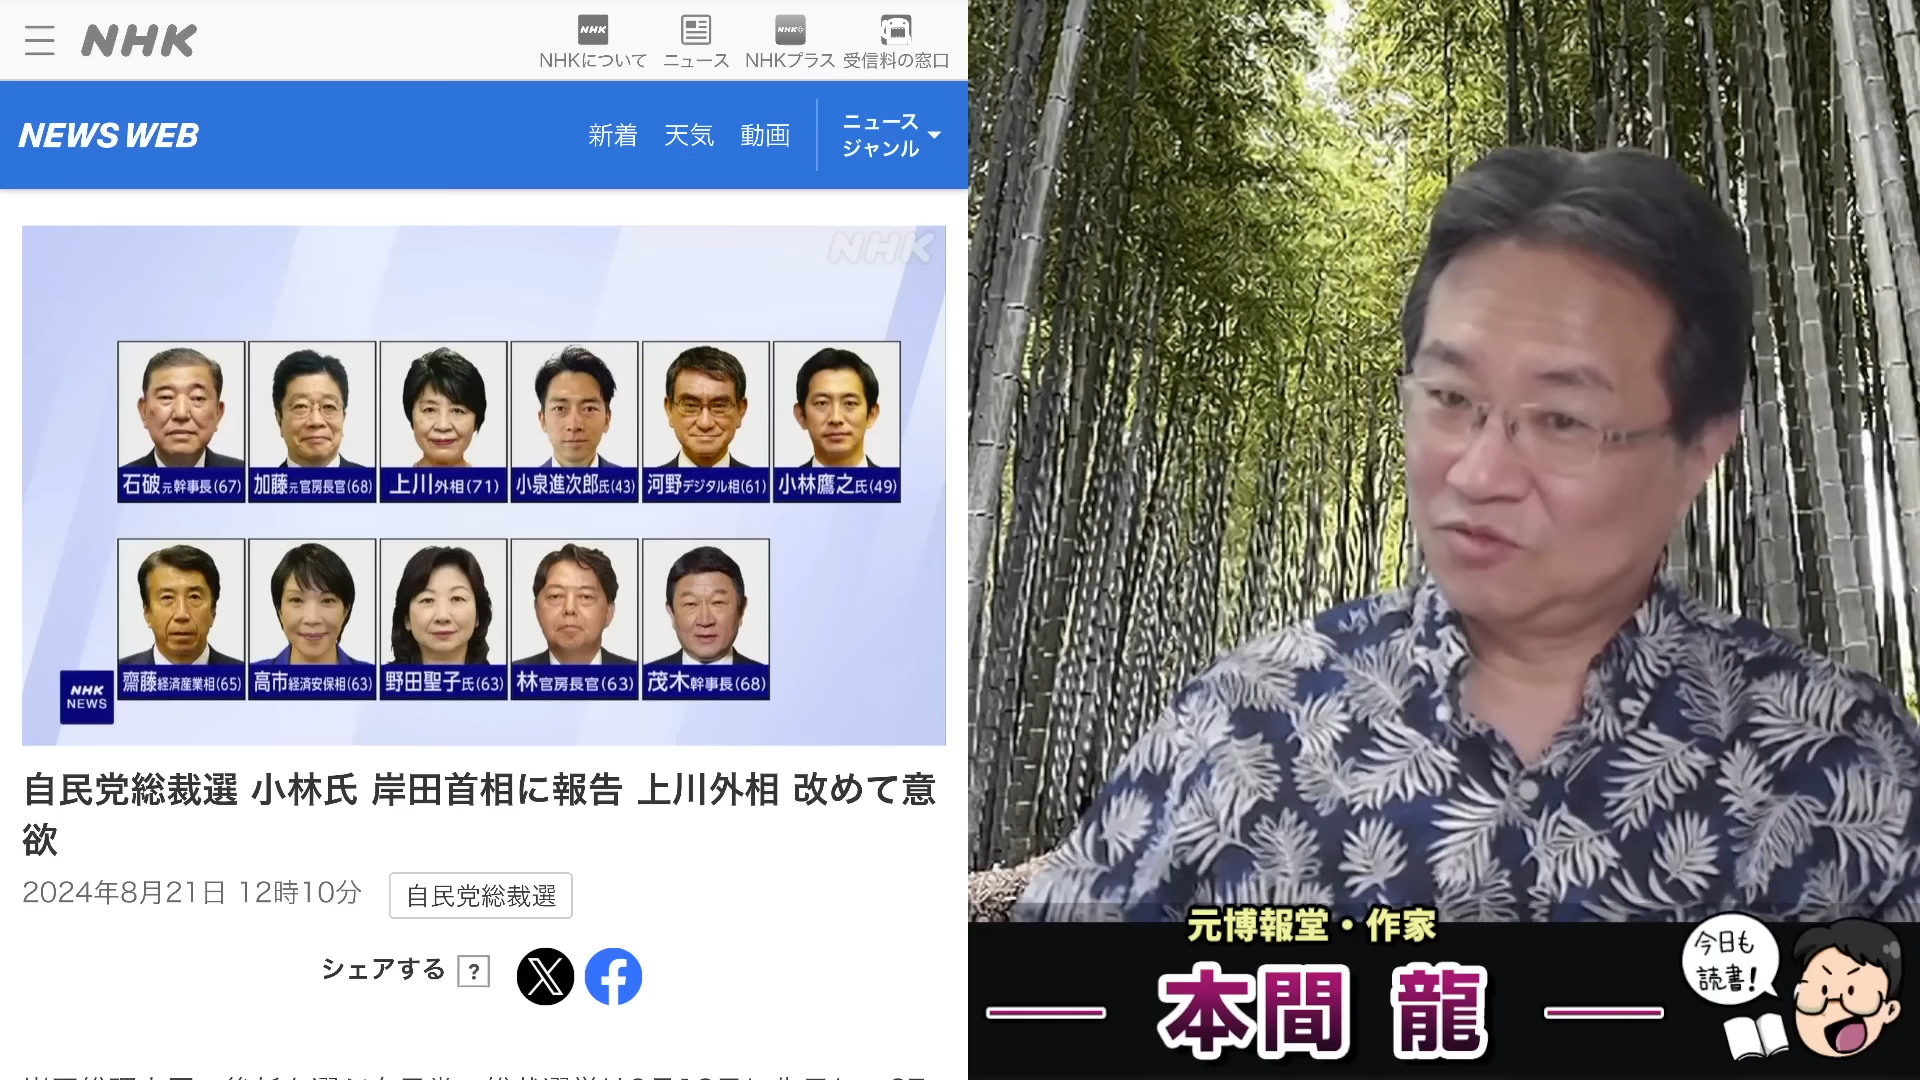 NHK
NHK
NHKについて
ニュース
NHK+
NHKプラス
受信料の窓口
NEWS WEB
新着
天気
動画
ニュース
ジャンル
NHK
石破元幹事長(67)
加藤元官房長官(68)
上川外相(71)
小泉進次郎氏(43)
河野デジタル相(61)
小林鷹之氏(49)
齋藤経済産業相(65)
高市経済安保相(63)
野田聖子氏(63)
林官房長官(63)
茂木幹事長(68)
NHK
NEWS
自民党総裁選 小林氏 岸田首相に報告 上川外相 改めて意
欲
2024年8月21日 12時10分
自民党総裁選
シェアする
?
元博報堂・作家
本間 龍
今日も
読書!